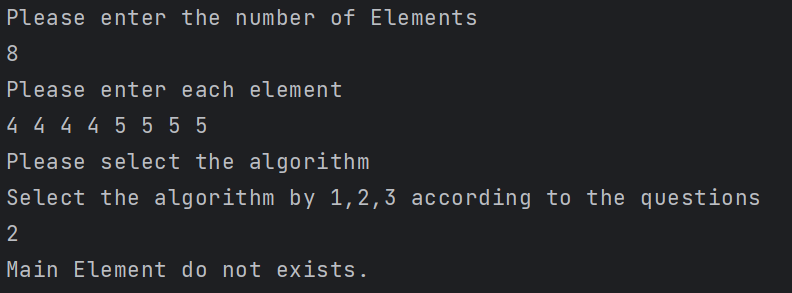 Please enter the number of Elements
8
Please enter each element
4 4 4 4 5 5 5 5
Please select the algorithm
Select the algorithm by 1,2,3 according to the questions
2
Main Element do not exists.